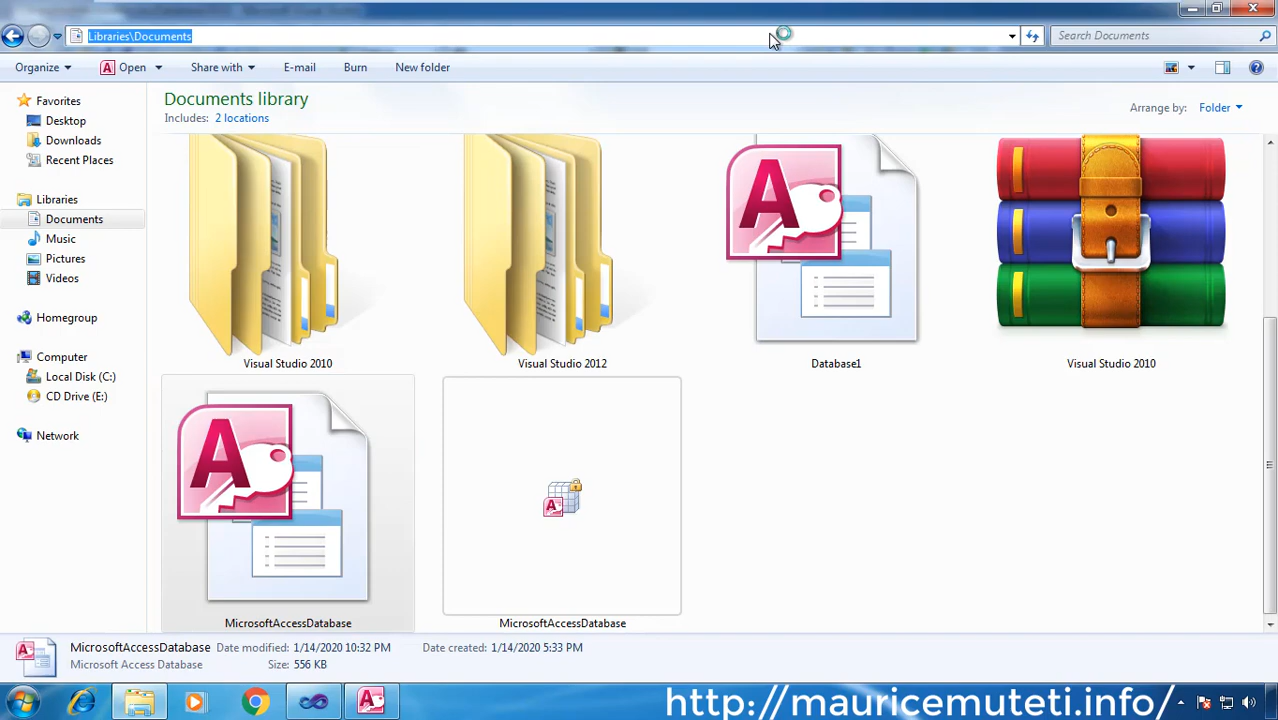 Libraries\Documents
Search Documents
Organize
Open
Share with
E-mail
Burn
New folder
Favorites
Desktop
Downloads
Recent Places
Libraries
Documents
Music
Pictures
Videos
Homegroup
Computer
Local Disk (C:)
CD Drive (E:)
Network
Documents library
Includes: 2 locations
Arrange by: Folder
Visual Studio 2010
Visual Studio 2012
Database1
Visual Studio 2010
MicrosoftAccessDatabase
MicrosoftAccessDatabase
MicrosoftAccessDatabase Date modified: 1/14/2020 10:32 PM Date created: 1/14/2020 5:33 PM
Microsoft Access Database Size: 556 KB
http://mauricemuteti.info/